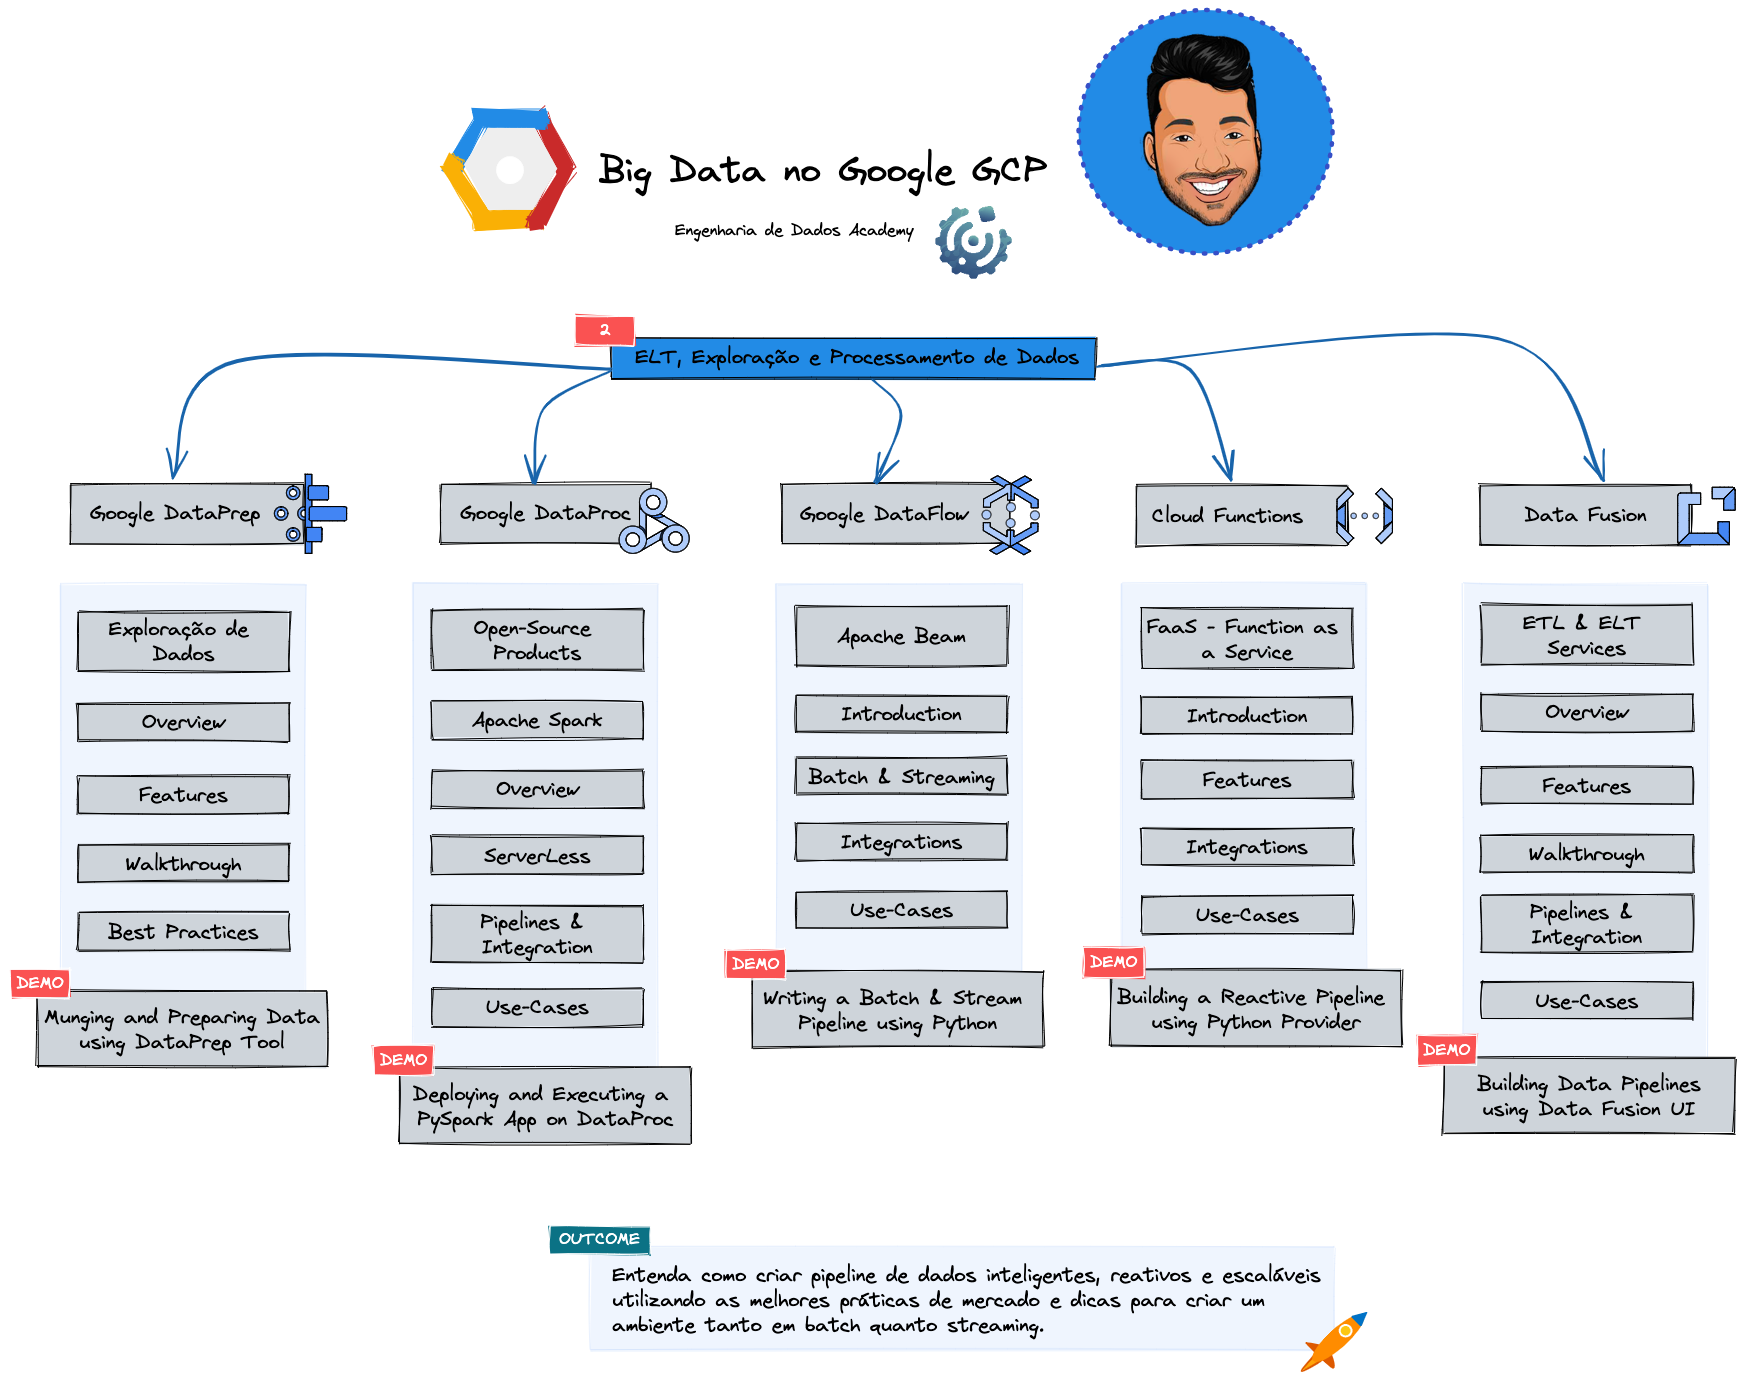 Big Data no Google GCP
Engenharia de Dados Academy
2
ELT, Exploração e Processamento de Dados
Google DataPrep
Exploração de
Dados
Overview
Features
Walkthrough
Best Practices
DEMO
Munging and Preparing Data
using DataPrep Tool
Google DataProc
Open-Source
Products
Apache Spark
Overview
ServerLess
Pipelines &
Integration
Use-Cases
DEMO
Deploying and Executing a
PySpark App on DataProc
Google DataFlow
Apache Beam
Introduction
Batch & Streaming
Integrations
Use-Cases
DEMO
Writing a Batch & Stream
Pipeline using Python
Cloud Functions
FaaS - Function as
a Service
Introduction
Features
Integrations
Use-Cases
DEMO
Building a Reactive Pipeline
using Python Provider
Data Fusion
ETL & ELT
Services
Overview
Features
Walkthrough
Pipelines &
Integration
Use-Cases
DEMO
Building Data Pipelines
using Data Fusion UI
OUTCOME
Entenda como criar pipeline de dados inteligentes, reativos e escaláveis
utilizando as melhores práticas de mercado e dicas para criar um
ambiente tanto em batch quanto streaming.